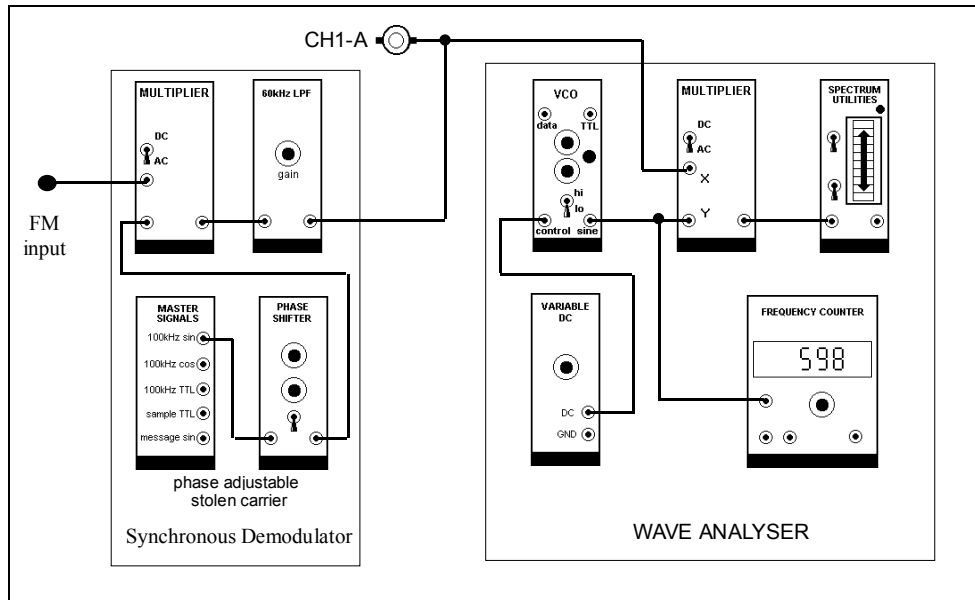 CH1-A
MULTIPLIER
DC
AC
60kHz LPF
gain
FM
input
MASTER
SIGNALS
100kHz sin
100kHz cos
100kHz TTL
sample TTL
message sin
PHASE
SHIFTER
phase adjustable
stolen carrier
Synchronous Demodulator
VCO
data TTL
hi
lo
control sine
MULTIPLIER
DC
AC
X
Y
SPECTRUM
UTILITIES
VARIABLE
DC
DC
GND
FREQUENCY COUNTER
598
WAVE ANALYSER